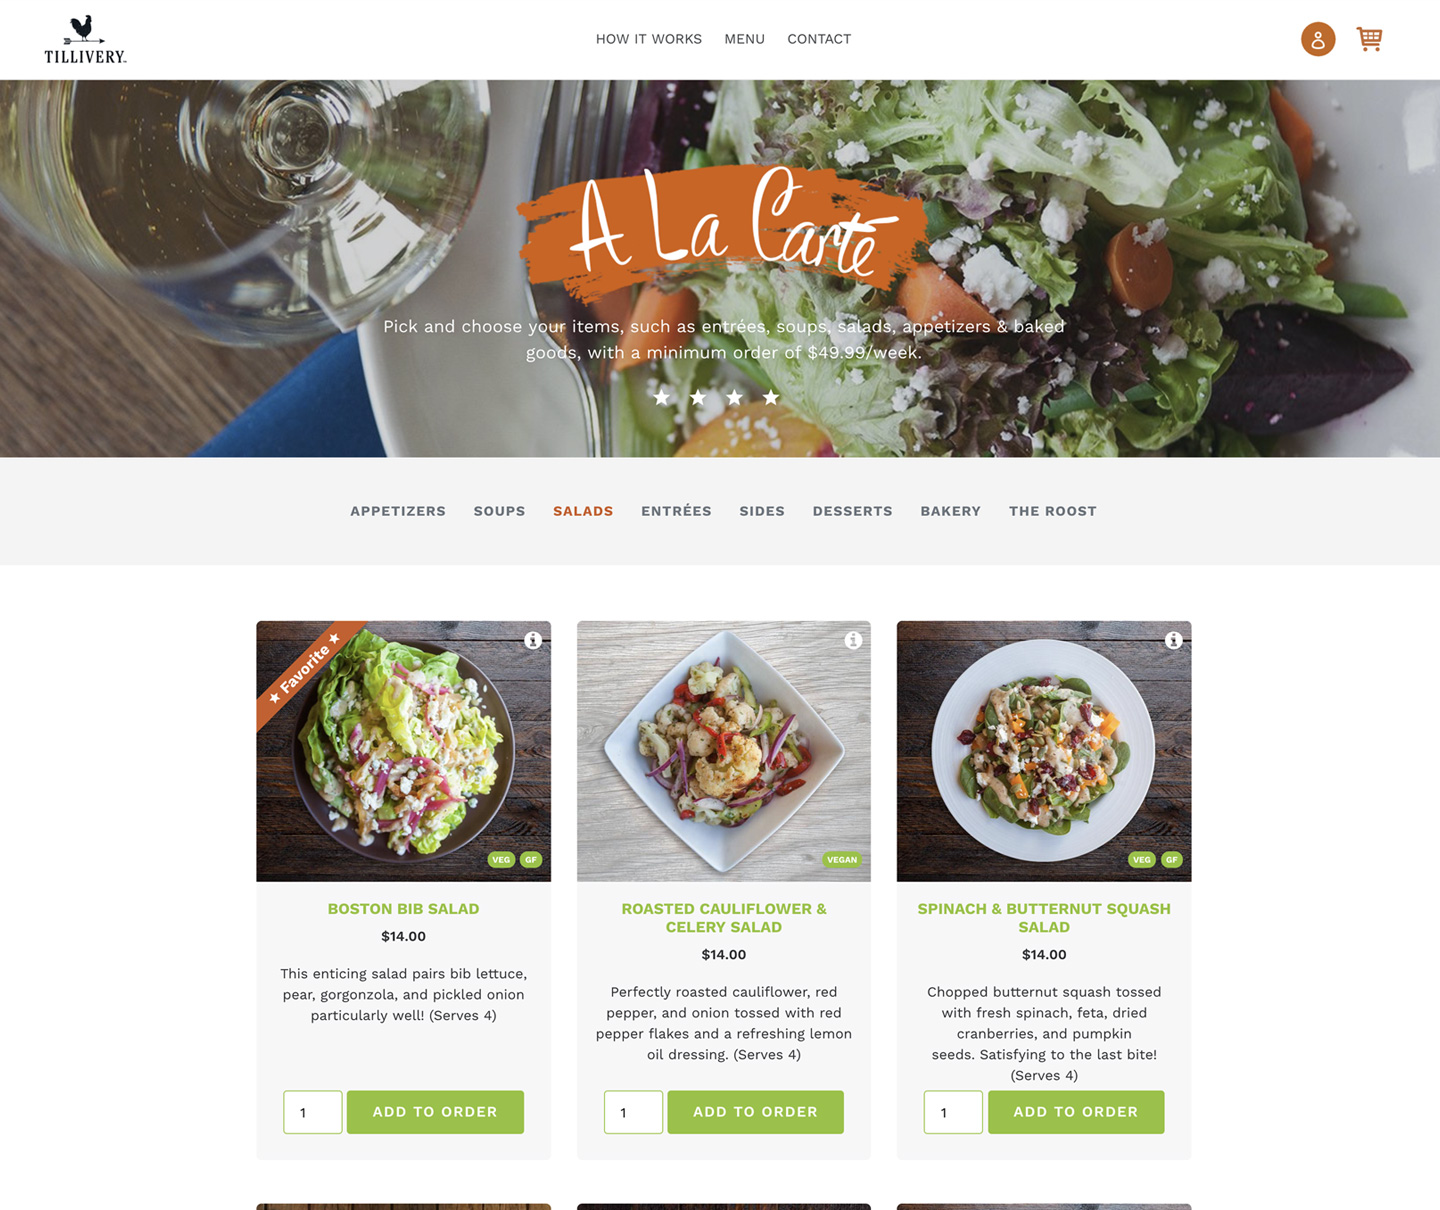 TILLIVERY
HOW IT WORKS MENU CONTACT
A La Carté
Pick and choose your items, such as entrées, soups, salads, appetizers & baked
goods, with a minimum order of $49.99/week.
APPETIZERS SOUPS SALADS ENTRÉES SIDES DESSERTS BAKERY THE ROOST
Favorite
VEG GF
VEGAN
VEG GF
BOSTON BIB SALAD
$14.00
This enticing salad pairs bib lettuce,
pear, gorgonzola, and pickled onion
particularly well! (Serves 4)
1 ADD TO ORDER
ROASTED CAULIFLOWER &
CELERY SALAD
$14.00
Perfectly roasted cauliflower, red
pepper, and onion tossed with red
pepper flakes and a refreshing lemon
oil dressing. (Serves 4)
1 ADD TO ORDER
SPINACH & BUTTERNUT SQUASH
SALAD
$14.00
Chopped butternut squash tossed
with fresh spinach, feta, dried
cranberries, and pumpkin
seeds. Satisfying to the last bite!
(Serves 4)
1 ADD TO ORDER